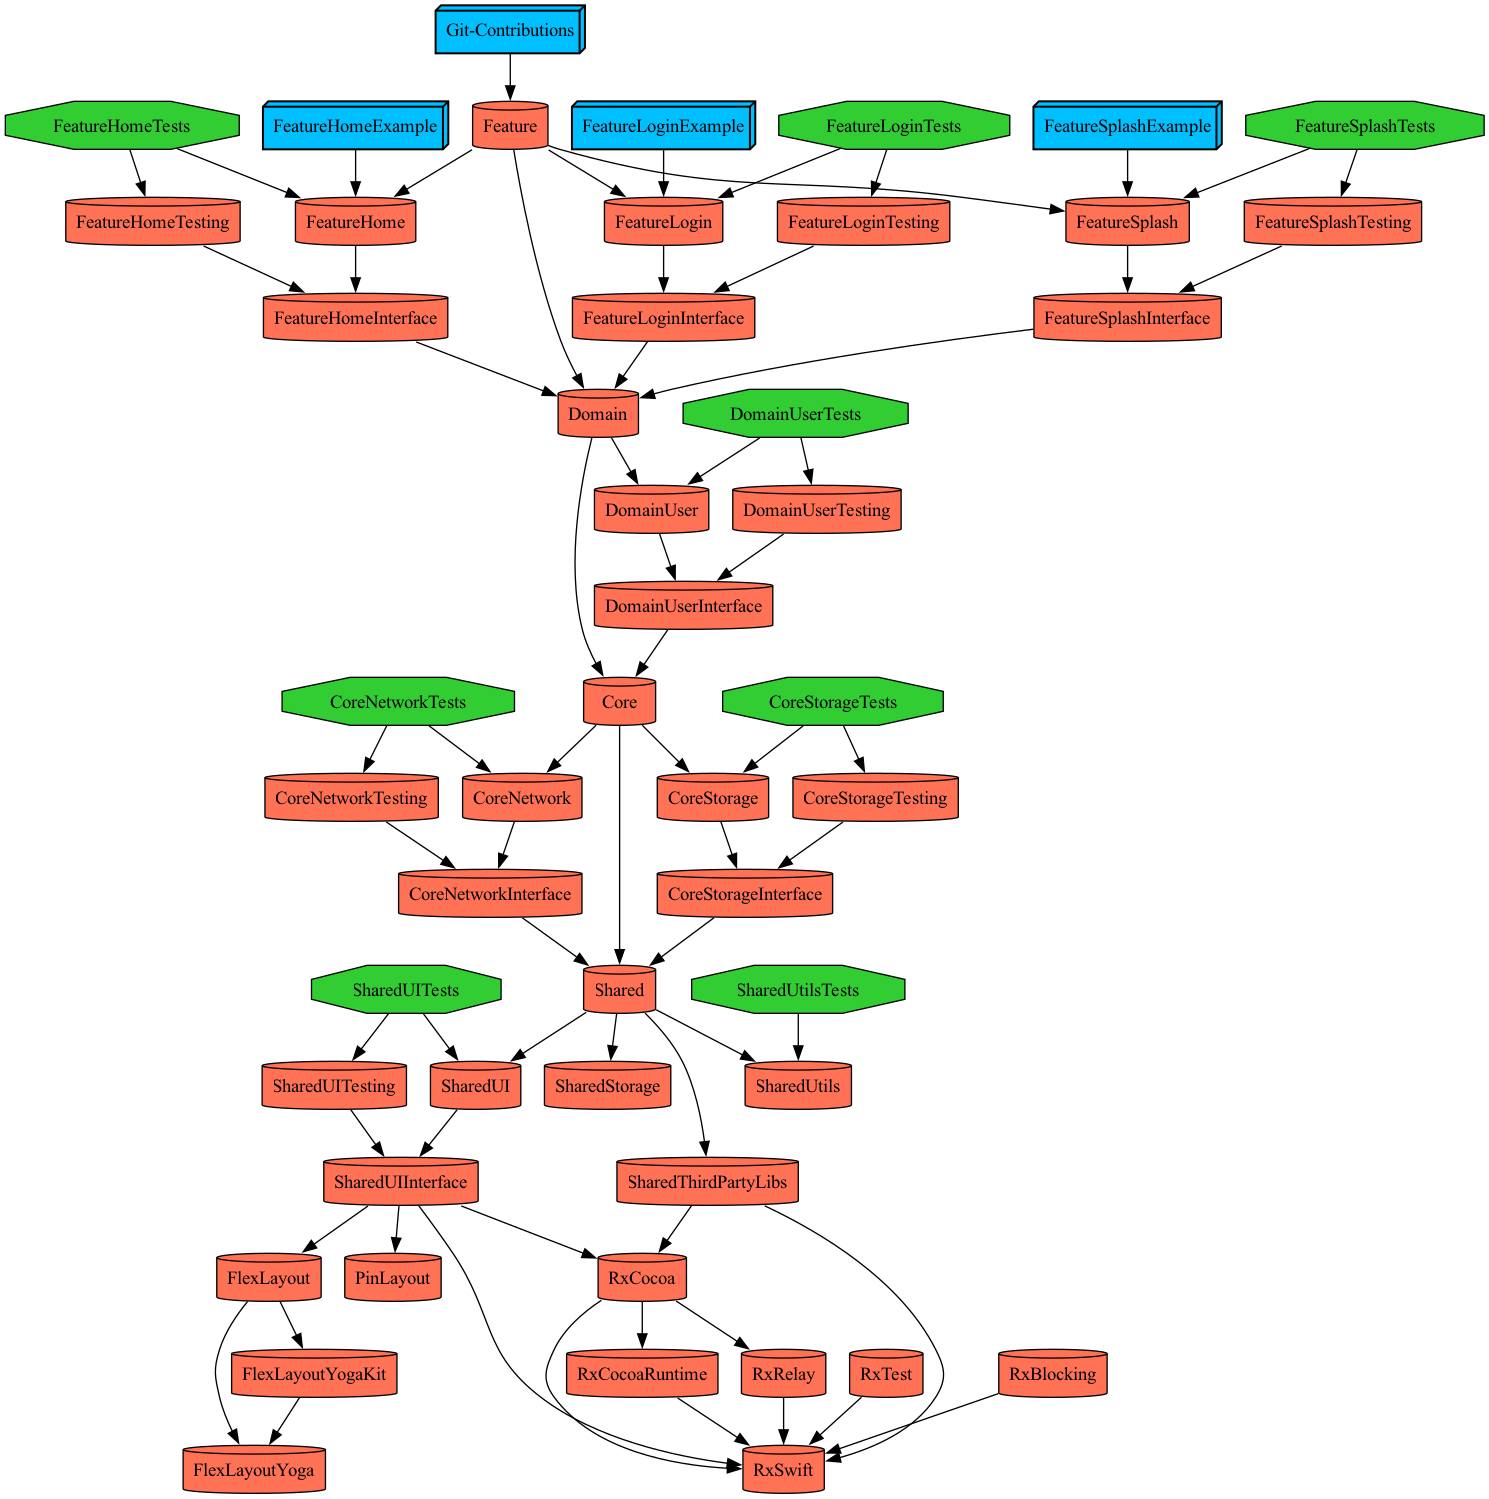 Git-Contributions
FeatureHomeTests
FeatureHomeExample
Feature
FeatureLoginExample
FeatureLoginTests
FeatureSplashExample
FeatureSplashTests
FeatureHomeTesting
FeatureHome
FeatureLogin
FeatureLoginTesting
FeatureSplash
FeatureSplashTesting
FeatureHomeInterface
FeatureLoginInterface
FeatureSplashInterface
Domain
DomainUserTests
DomainUser
DomainUserTesting
DomainUserInterface
CoreNetworkTests
Core
CoreStorageTests
CoreNetworkTesting
CoreNetwork
CoreStorage
CoreStorageTesting
CoreNetworkInterface
CoreStorageInterface
SharedUITests
Shared
SharedUtilsTests
SharedUITesting
SharedUI
SharedStorage
SharedUtils
SharedUIInterface
SharedThirdPartyLibs
FlexLayout
PinLayout
RxCocoa
FlexLayoutYogaKit
RxCocoaRuntime
RxRelay
RxTest
RxBlocking
FlexLayoutYoga
RxSwift